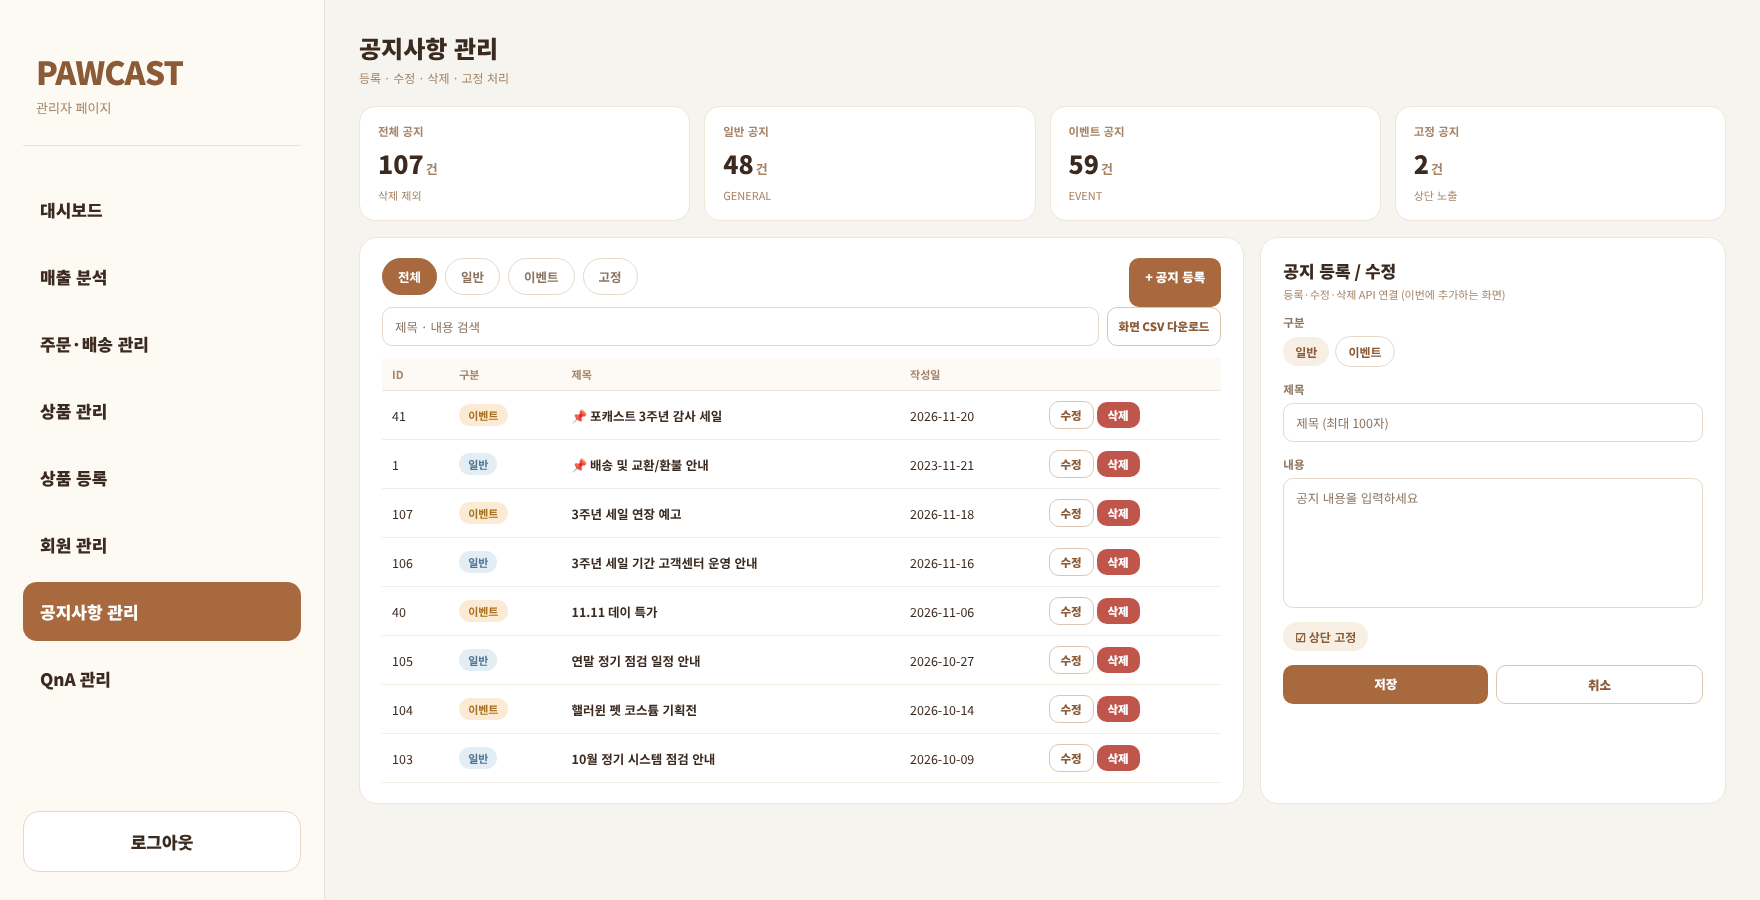 PAWCAST
관리자 페이지
대시보드
매출 분석
주문·배송 관리
상품 관리
상품 등록
회원 관리
공지사항 관리
QnA 관리
로그아웃
공지사항 관리
등록 · 수정 · 삭제 · 고정 처리
전체 공지
107건
삭제 제외
일반 공지
48건
GENERAL
이벤트 공지
59건
EVENT
고정 공지
2건
상단 노출
전체 일반 이벤트 고정 + 공지 등록
제목 · 내용 검색 화면 CSV 다운로드
ID 구분 제목 작성일
41 이벤트 📌 포캐스트 3주년 감사 세일 2026-11-20 수정 삭제
1 일반 📌 배송 및 교환/환불 안내 2023-11-21 수정 삭제
107 이벤트 3주년 세일 연장 예고 2026-11-18 수정 삭제
106 일반 3주년 세일 기간 고객센터 운영 안내 2026-11-16 수정 삭제
40 이벤트 11.11 데이 특가 2026-11-06 수정 삭제
105 일반 연말 정기 점검 일정 안내 2026-10-27 수정 삭제
104 이벤트 핼러윈 펫 코스튬 기획전 2026-10-14 수정 삭제
103 일반 10월 정기 시스템 점검 안내 2026-10-09 수정 삭제
공지 등록 / 수정
등록·수정·삭제 API 연결 (이번에 추가하는 화면)
구분
일반 이벤트
제목
제목 (최대 100자)
내용
공지 내용을 입력하세요
☑ 상단 고정
저장 취소